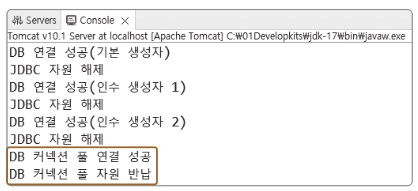 Servers Console
Tomcat v10.1 Server at localhost [Apache Tomcat] C:₩01Developkits₩jdk-17₩bin₩javaw.exe
DB 연결 성공(기본 생성자)
JDBC 자원 해제
DB 연결 성공(인수 생성자 1)
JDBC 자원 해제
DB 연결 성공(인수 생성자 2)
JDBC 자원 해제
DB 커넥션 풀 연결 성공
DB 커넥션 풀 자원 반납